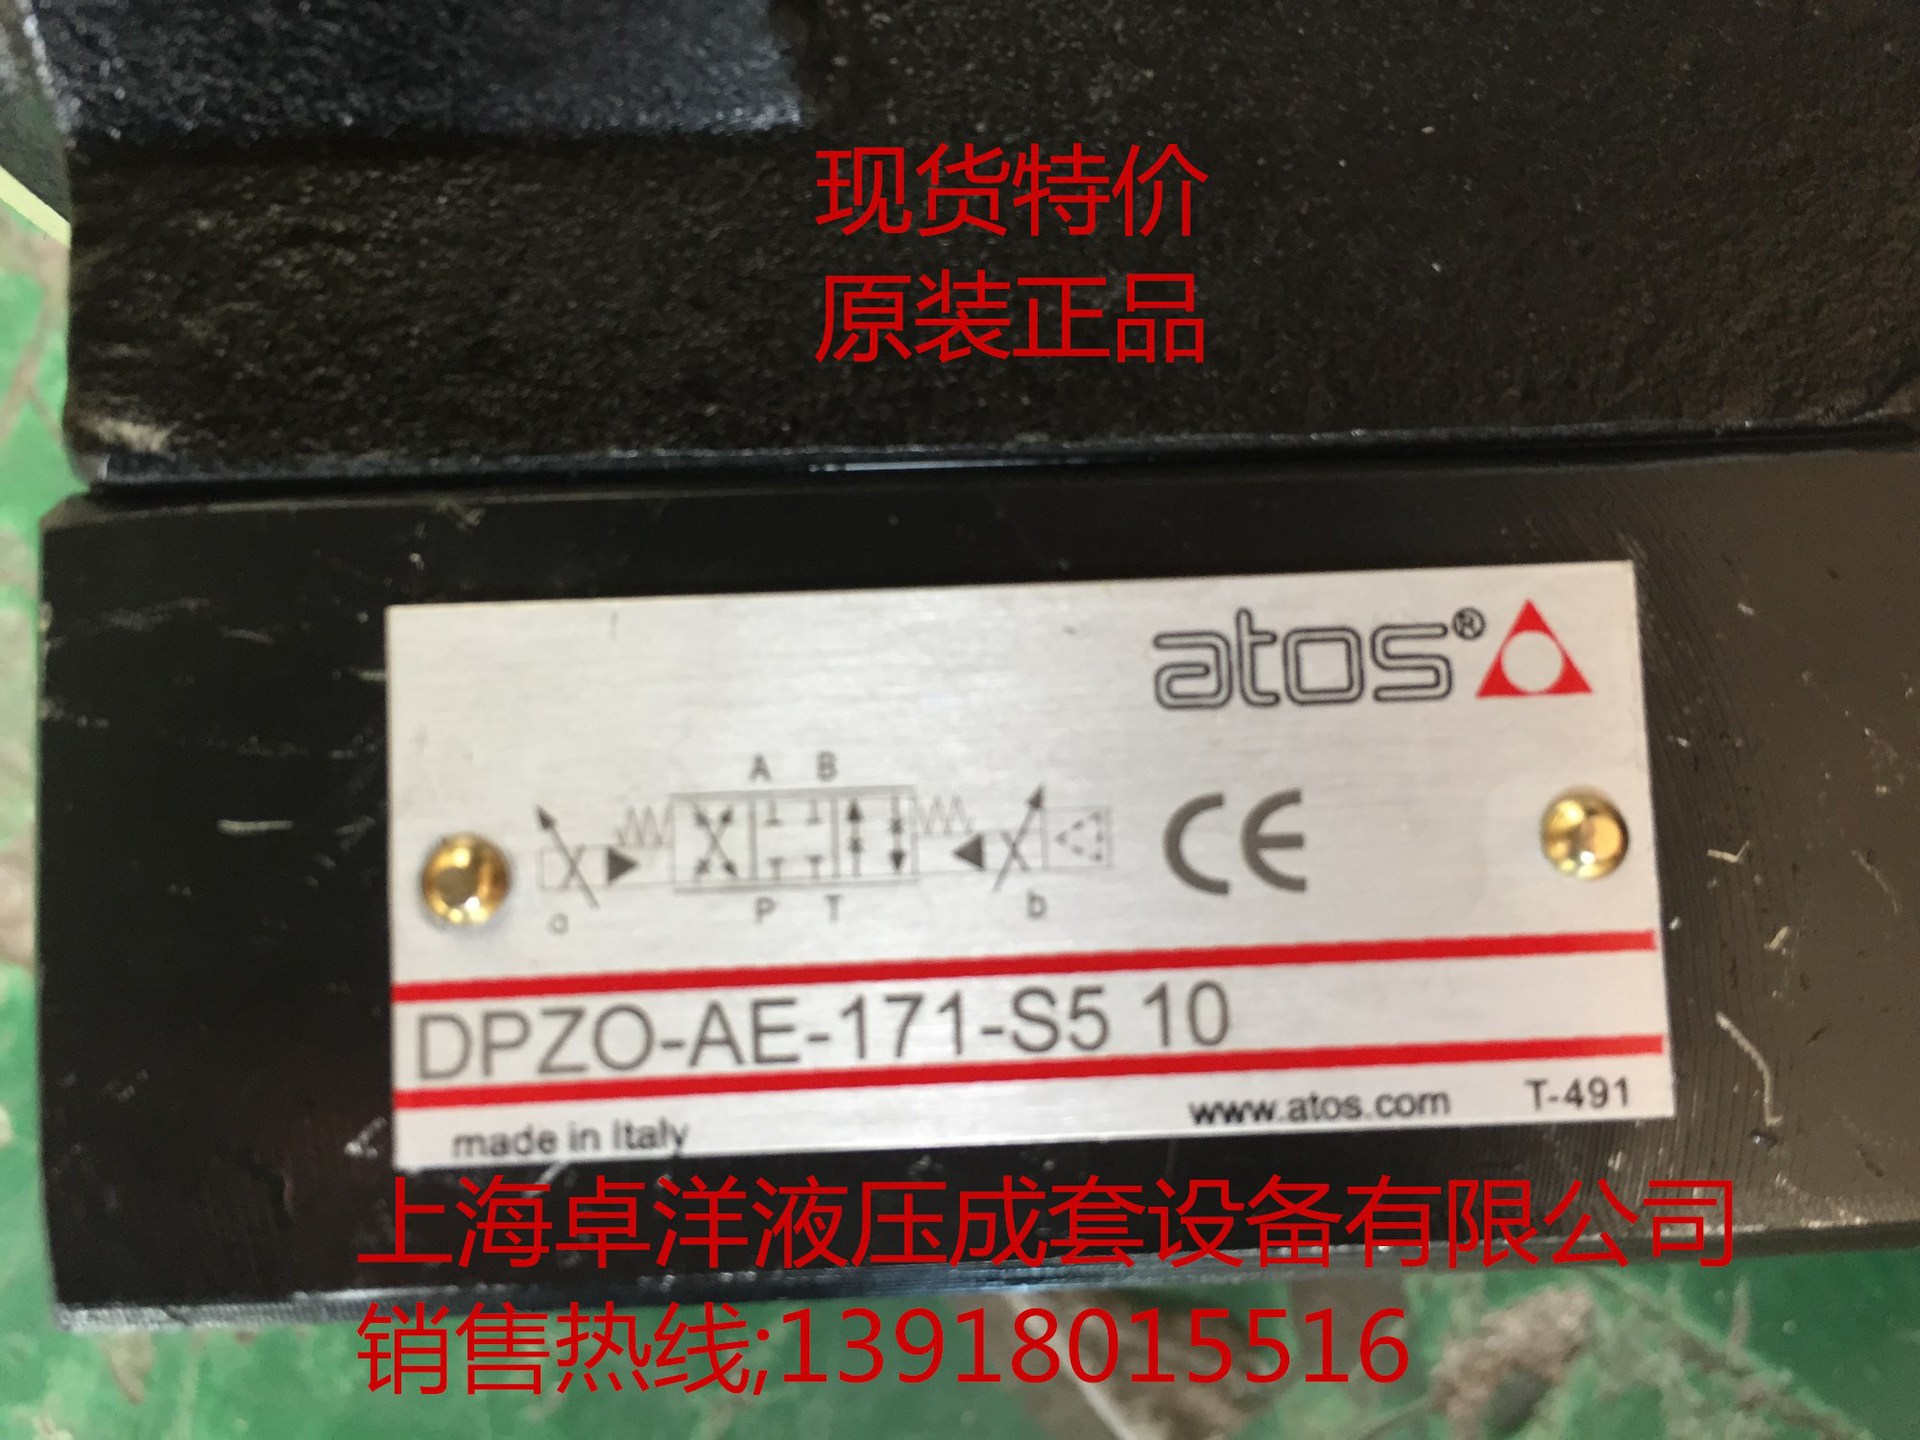 现货特价
原装正品
atos®
A B
CE
a P T b
DPZO-AE-171-S5 10
made in Italy www.atos.com T-491
上海卓洋液压成套设备有限公司
销售热线;13918015516